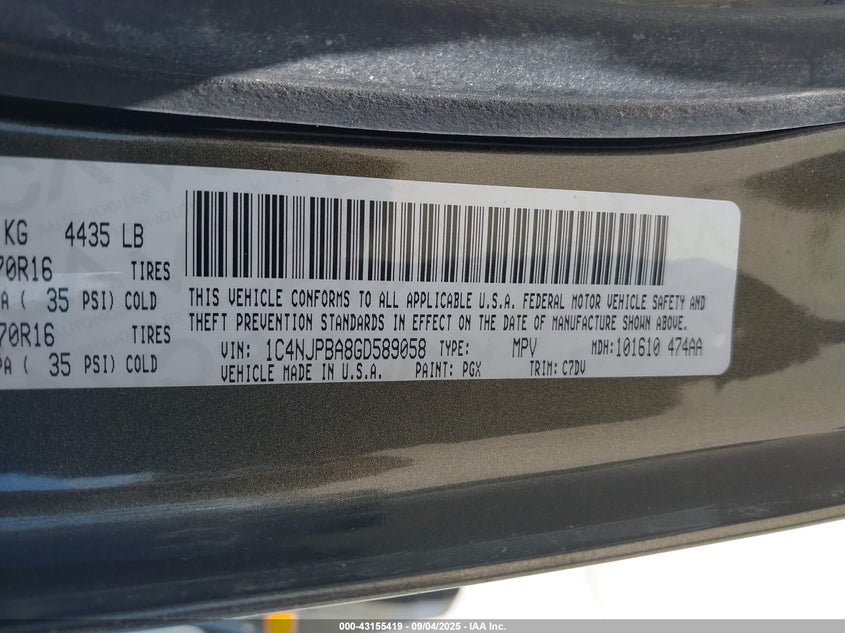 KG 4435 LB
70R16 TIRES
A ( 35 PSI) COLD
70R16 TIRES
PA ( 35 PSI) COLD
THIS VEHICLE CONFORMS TO ALL APPLICABLE U.S.A. FEDERAL MOTOR VEHICLE SAFETY AND
THEFT PREVENTION STANDARDS IN EFFECT ON THE DATE OF MANUFACTURE SHOWN ABOVE.
VIN: 1C4NJPBA8GD589058 TYPE: MPV MDH:101610 474AA
VEHICLE MADE IN U.S.A. PAINT: PGX TRIM: C7DV
000-43155419 - 09/04/2025 - IAA Inc.